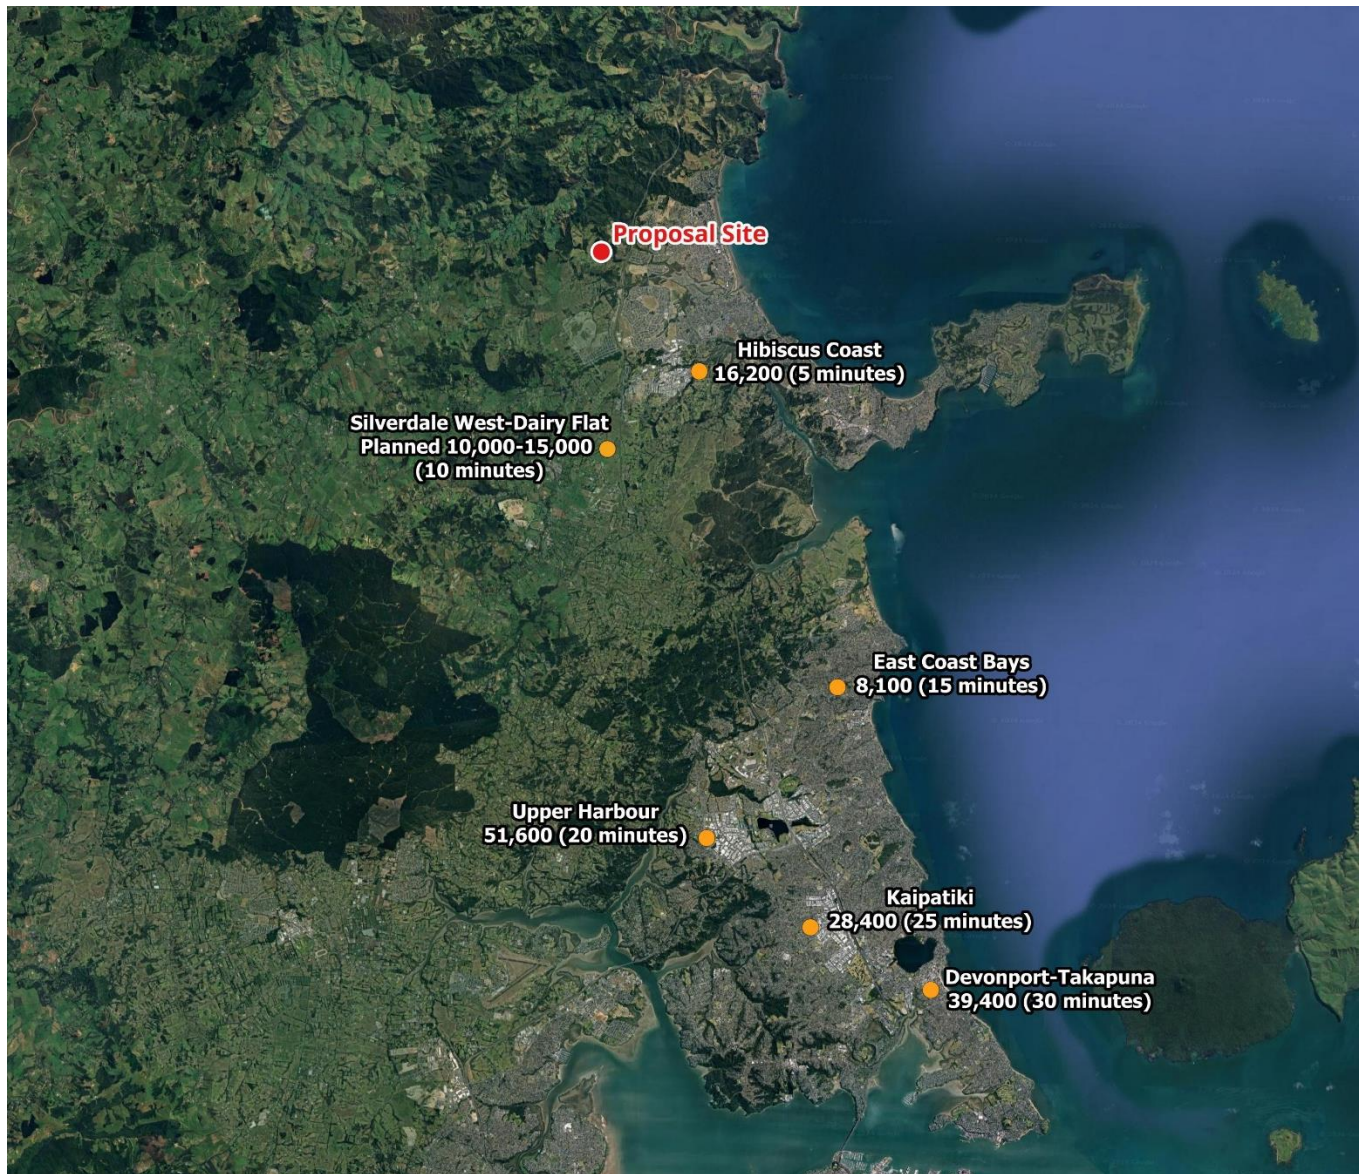 Proposal Site
Hibiscus Coast
16,200 (5 minutes)
Silverdale West-Dairy Flat
Planned 10,000-15,000
(10 minutes)
East Coast Bays
8,100 (15 minutes)
Upper Harbour
51,600 (20 minutes)
Kaipatiki
28,400 (25 minutes)
Devonport-Takapuna
39,400 (30 minutes)